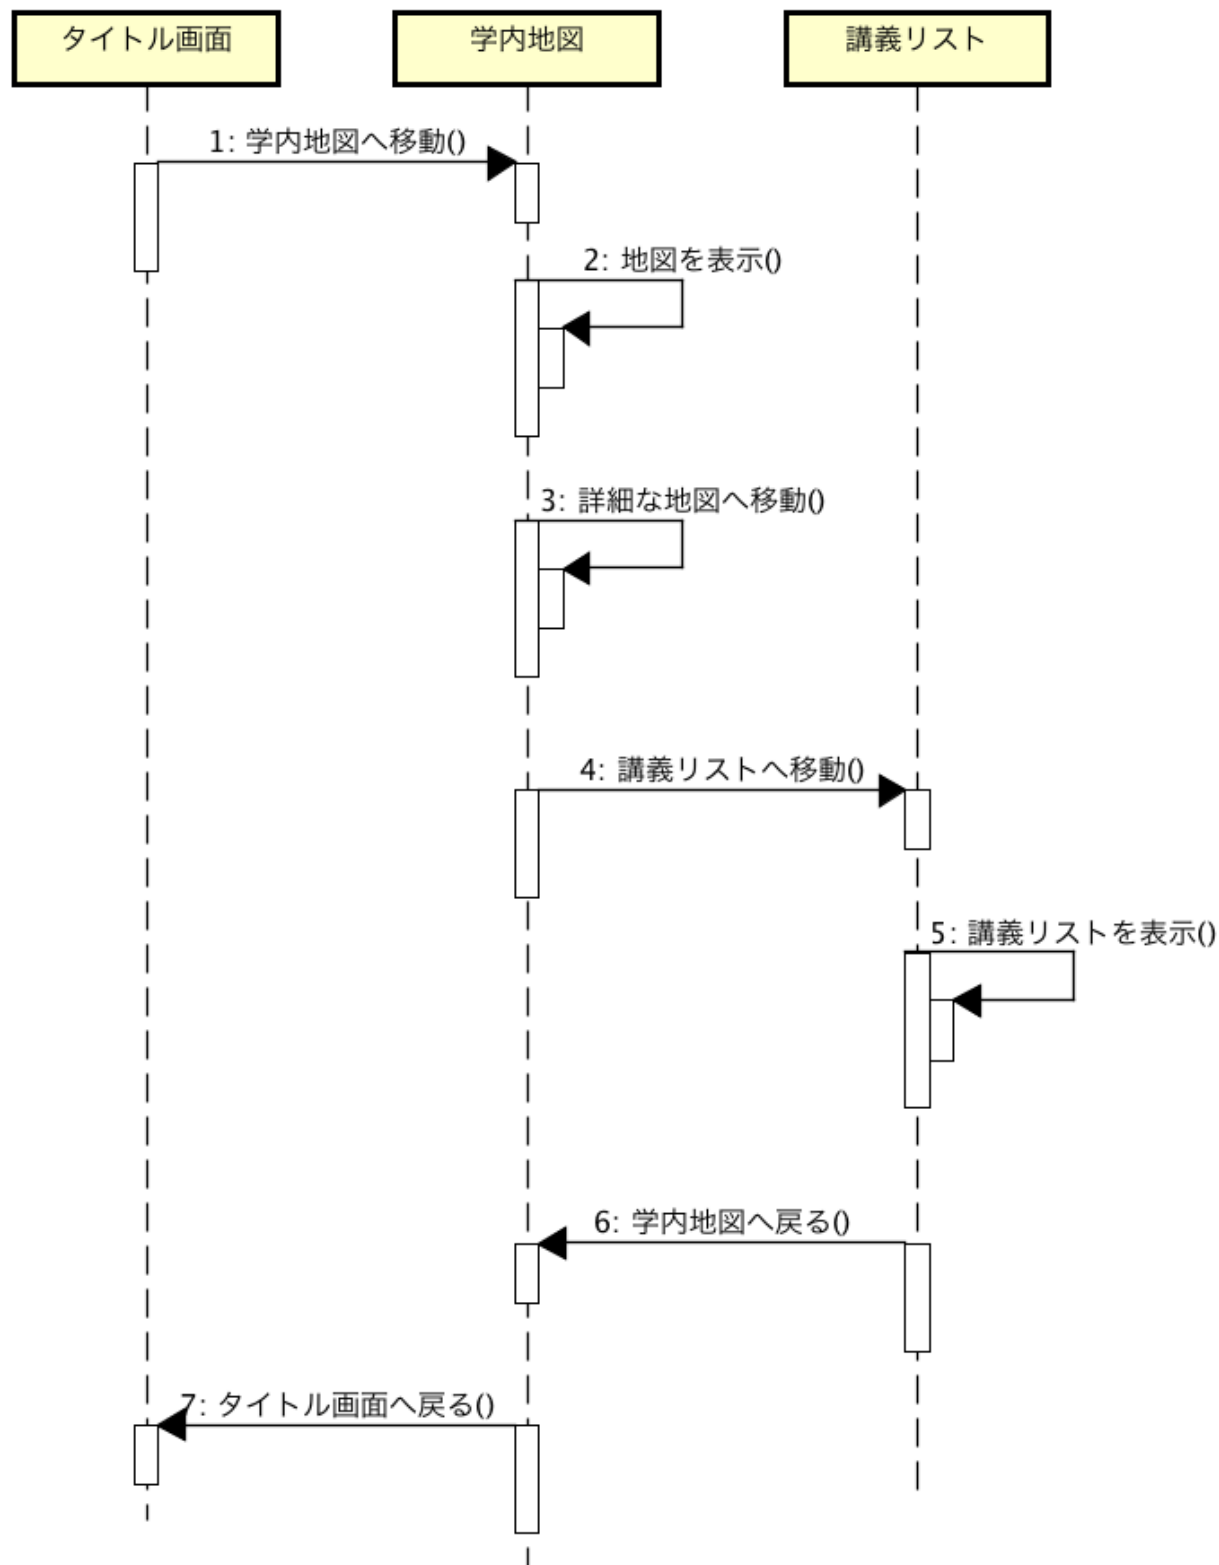 タイトル画面
学内地図
講義リスト
1: 学内地図へ移動()
2: 地図を表示()
3: 詳細な地図へ移動()
4: 講義リストへ移動()
5: 講義リストを表示()
6: 学内地図へ戻る()
7: タイトル画面へ戻る()